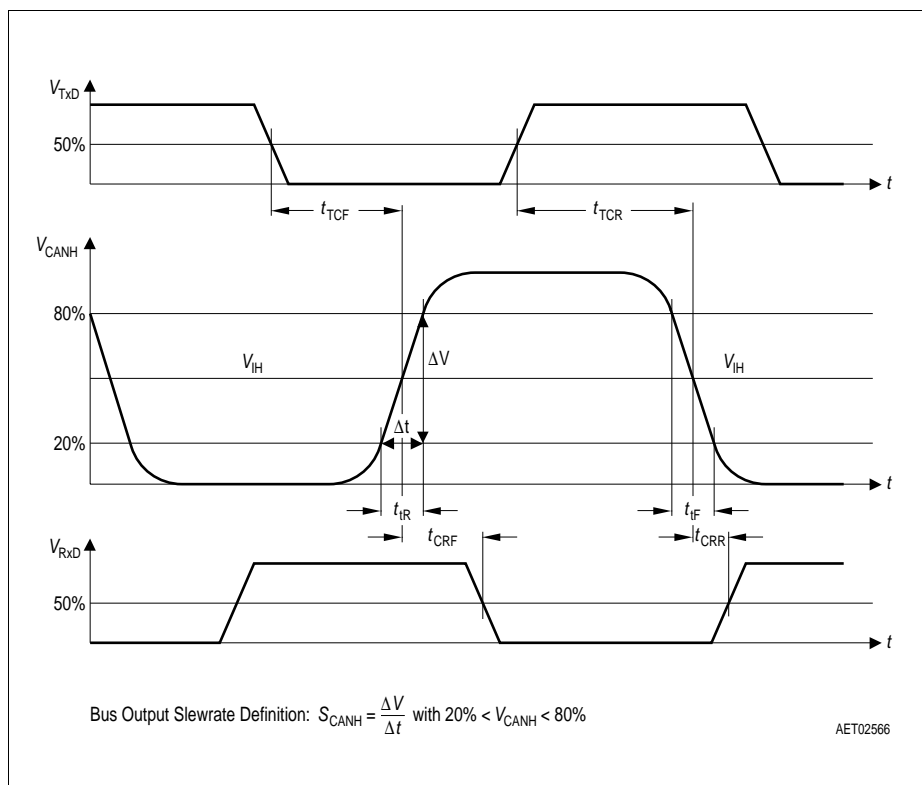 V_TxD
50%
t
t_TCF
t_TCR
V_CANH
80%
V_IH
ΔV
V_IH
Δt
20%
t
t_tR
t_tF
t_CRF
t_CRR
V_RxD
50%
t
Bus Output Slewrate Definition: S_CANH = ΔV/Δt with 20% < V_CANH < 80%
AET02566